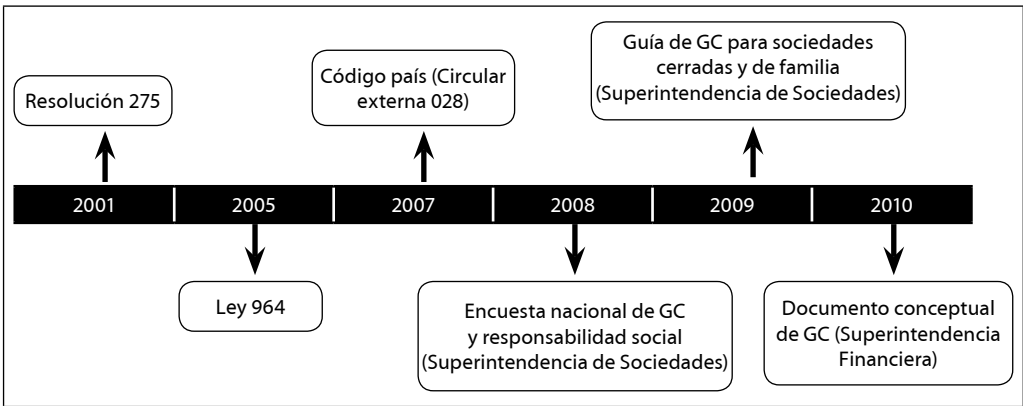 Resolución 275
Código país (Circular
externa 028)
Guía de GC para sociedades
cerradas y de familia
(Superintendencia de Sociedades)
2001
2005
2007
2008
2009
2010
Ley 964
Encuesta nacional de GC
y responsabilidad social
(Superintendencia de Sociedades)
Documento conceptual
de GC (Superintendencia
Financiera)